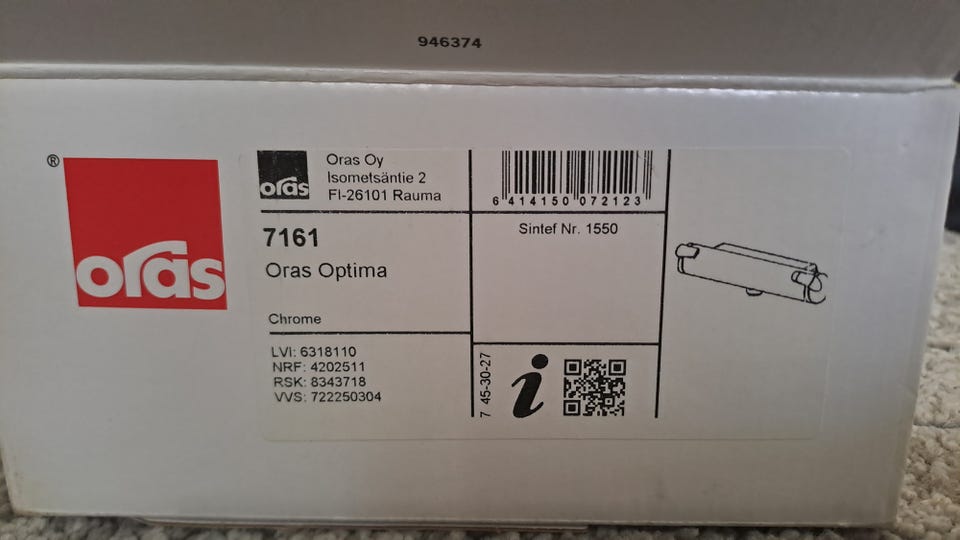 946374
®
oras
oras
Oras Oy
Isometsäntie 2
FI-26101 Rauma
7161
Oras Optima
Chrome
LVI: 6318110
NRF: 4202511
RSK: 8343718
VVS: 722250304
6 414150 072123
Sintef Nr. 1550
7 45-30-27
i